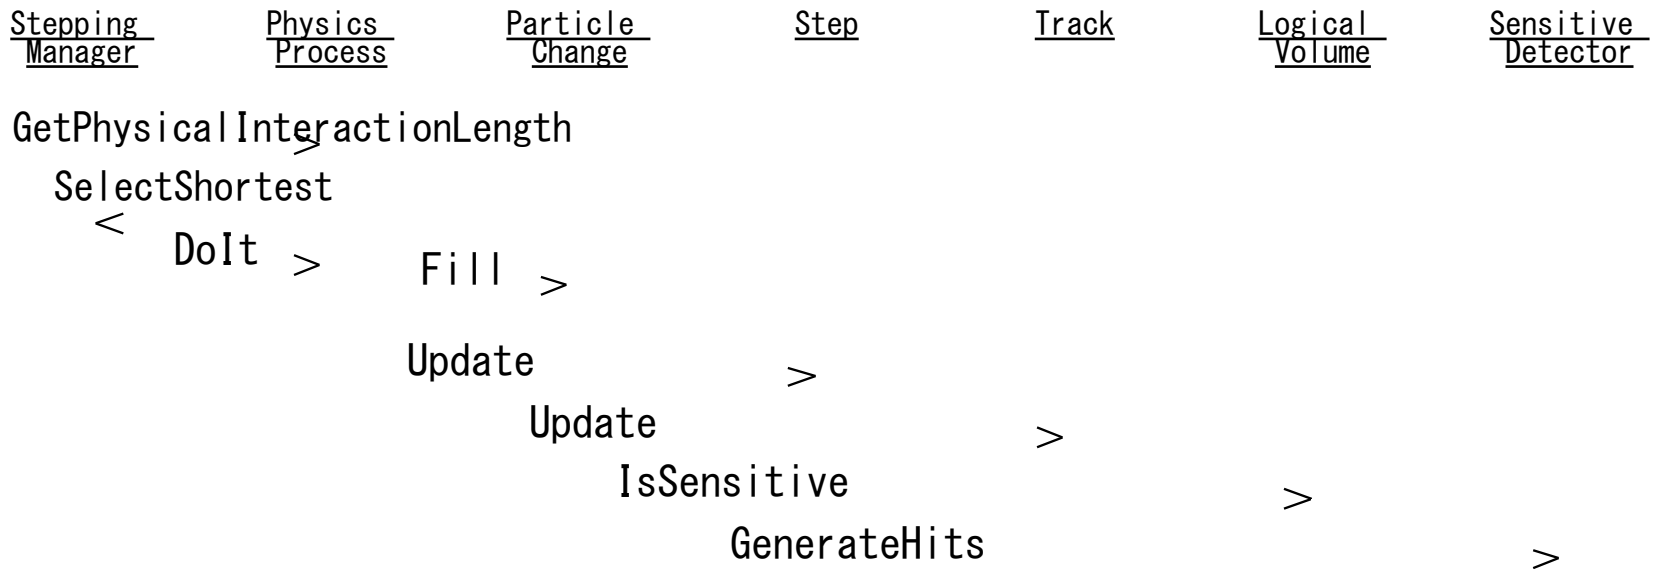 Stepping Manager
Physics Process
Particle Change
Step
Track
Logical Volume
Sensitive Detector
GetPhysicalInteractionLength
SelectShortest
DoIt
Fill
Update
Update
IsSensitive
GenerateHits